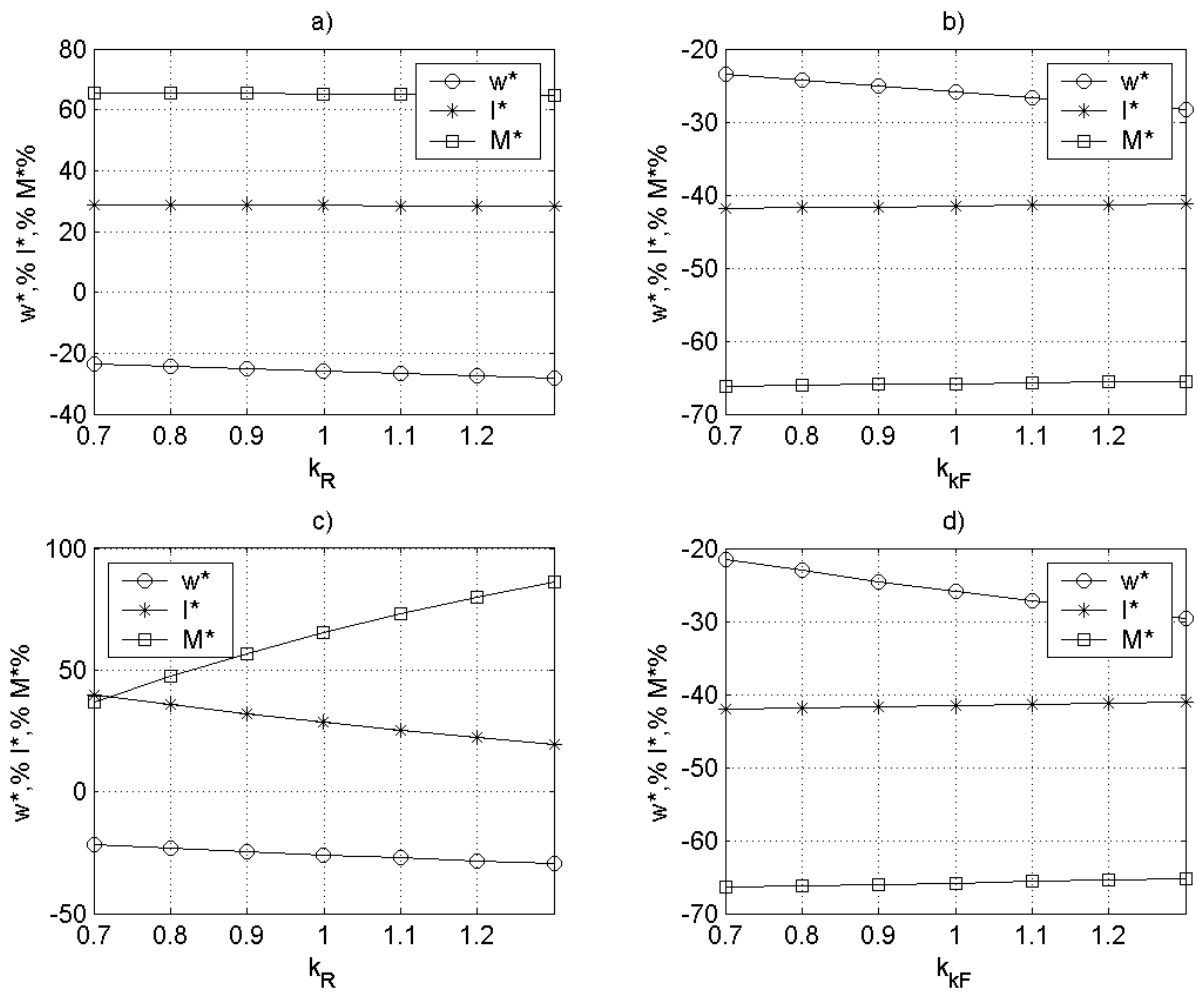 a)
80
60
40
20
0
-20
-40
w*,% I*,% M*%
0.7 0.8 0.9 1 1.1 1.2
k_R
w*
I*
M*
b)
-20
-30
-40
-50
-60
-70
w*,% I*,% M*%
0.7 0.8 0.9 1 1.1 1.2
k_kF
w*
I*
M*
c)
100
50
0
-50
w*,% I*,% M*%
0.7 0.8 0.9 1 1.1 1.2
k_R
w*
I*
M*
d)
-20
-30
-40
-50
-60
-70
w*,% I*,% M*%
0.7 0.8 0.9 1 1.1 1.2
k_kF
w*
I*
M*